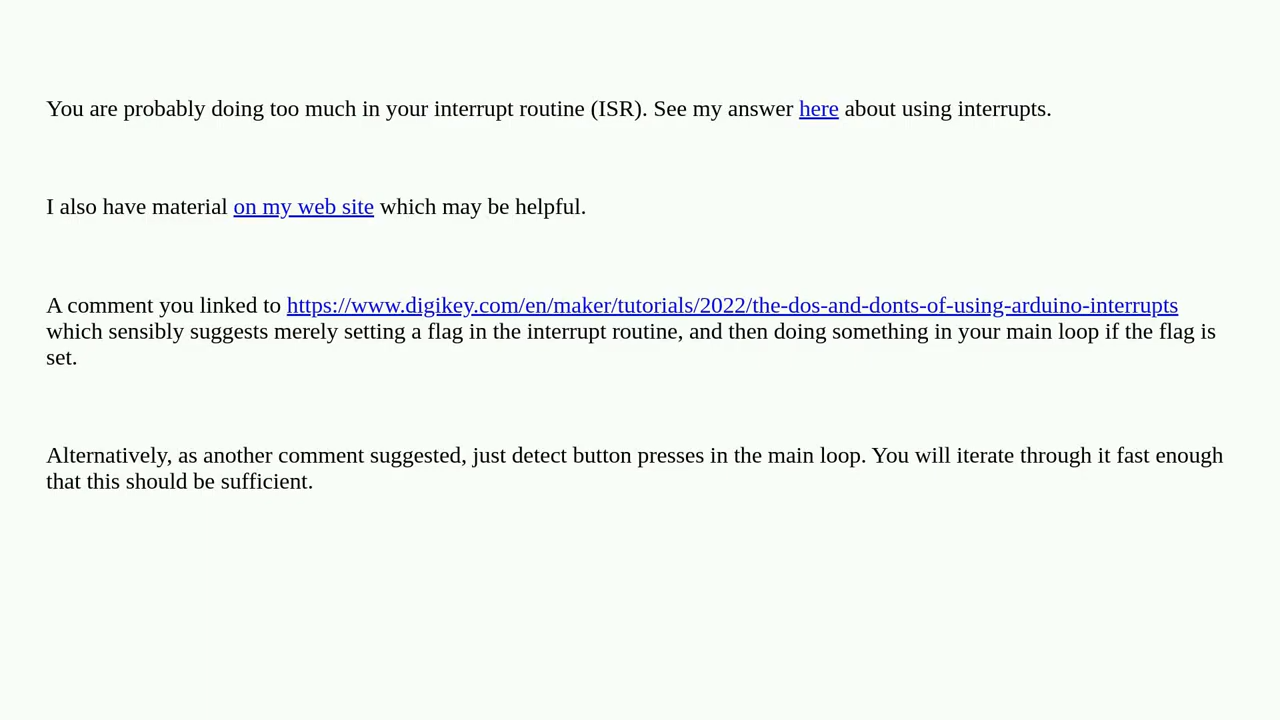 You are probably doing too much in your interrupt routine (ISR). See my answer here about using interrupts.
I also have material on my web site which may be helpful.
A comment you linked to https://www.digikey.com/en/maker/tutorials/2022/the-dos-and-donts-of-using-arduino-interrupts
which sensibly suggests merely setting a flag in the interrupt routine, and then doing something in your main loop if the flag is
set.
Alternatively, as another comment suggested, just detect button presses in the main loop. You will iterate through it fast enough
that this should be sufficient.